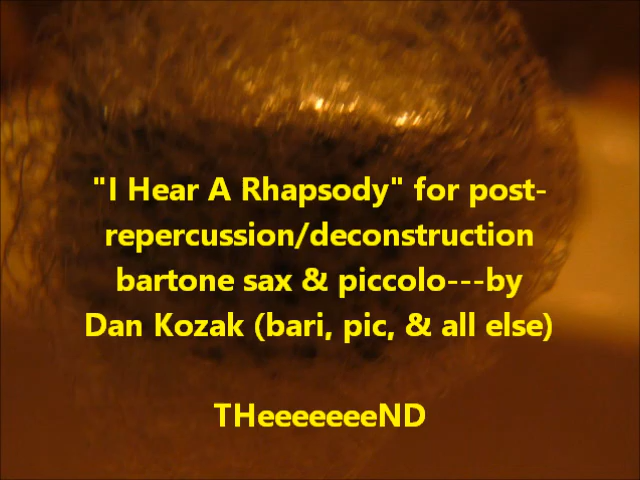 "I Hear A Rhapsody" for post-
repercussion/deconstruction
bartone sax & piccolo---by
Dan Kozak (bari, pic, & all else)
THeeeeeeeND